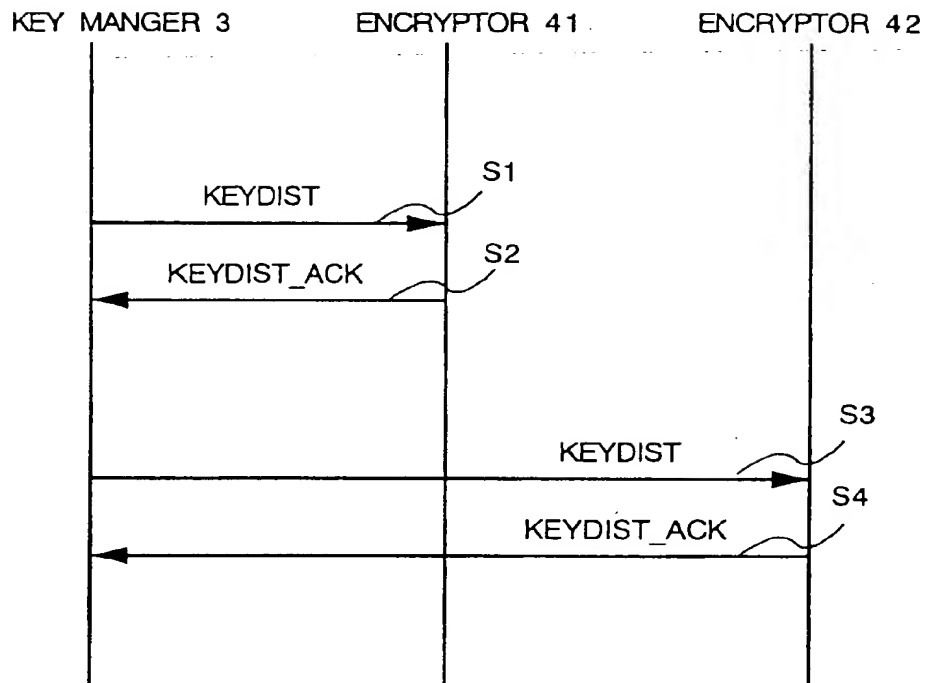 KEY MANGER 3
ENCRYPTOR 41
ENCRYPTOR 42
S1
KEYDIST
S2
KEYDIST_ACK
S3
KEYDIST
S4
KEYDIST_ACK